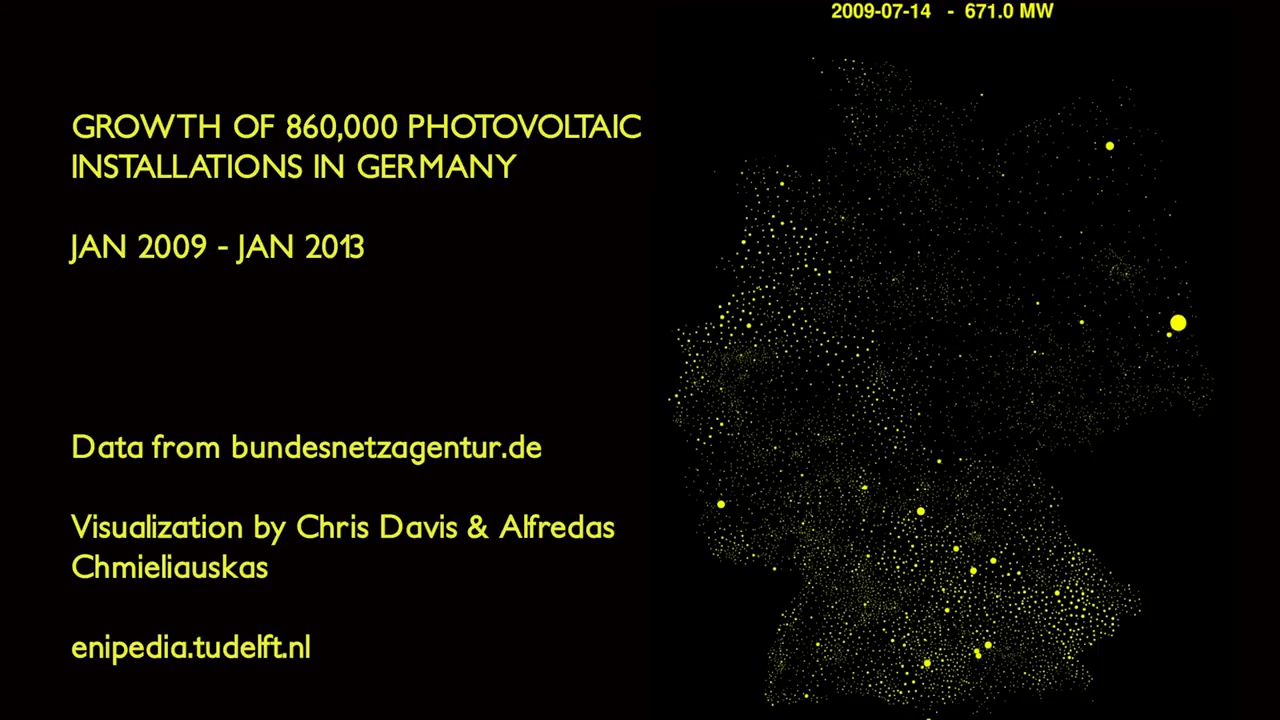 2009-07-14 - 671.0 MW
GROWTH OF 860,000 PHOTOVOLTAIC
INSTALLATIONS IN GERMANY
JAN 2009 - JAN 2013
Data from bundesnetzagentur.de
Visualization by Chris Davis & Alfredas
Chmieliauskas
enipedia.tudelft.nl